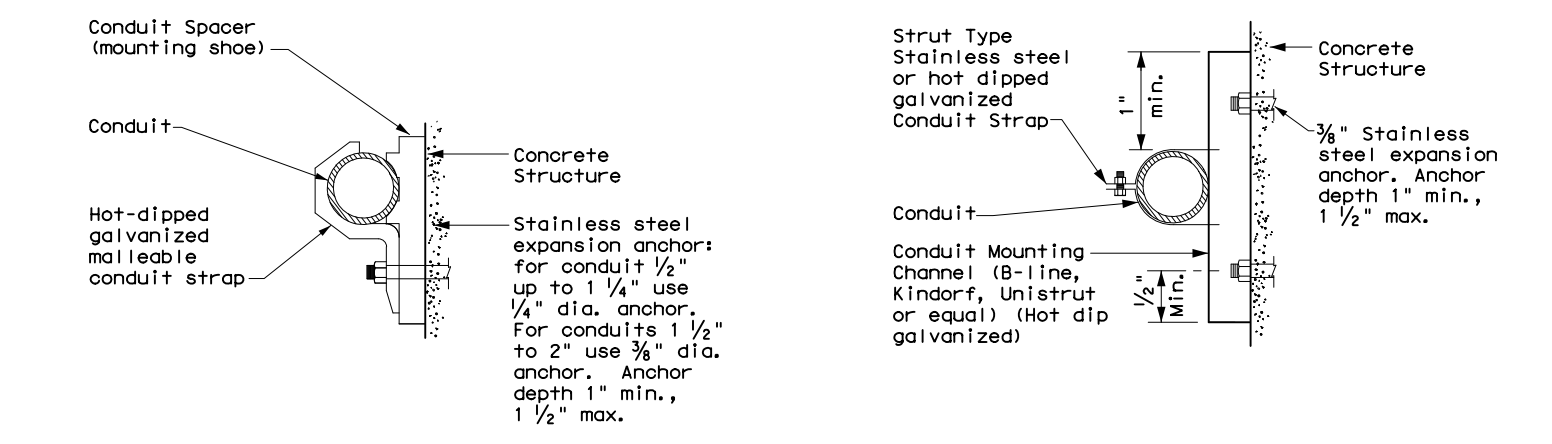 Conduit Spacer
(mounting shoe)
Conduit
Hot-dipped
galvanized
malleable
conduit strap
Concrete
Structure
Stainless steel
expansion anchor:
for conduit 1/2"
up to 1 1/4" use
1/4" dia. anchor.
For conduits 1 1/2"
to 2" use 3/8" dia.
anchor. Anchor
depth 1" min.,
1 1/2" max.
Strut Type
Stainless steel
or hot dipped
galvanized
Conduit Strap
Conduit
Conduit Mounting
Channel (B-line,
Kindorf, Unistrut
or equal) (Hot dip
galvanized)
1"
min.
1/2"
Min.
Concrete
Structure
3/8" Stainless
steel expansion
anchor. Anchor
depth 1" min.,
1 1/2" max.